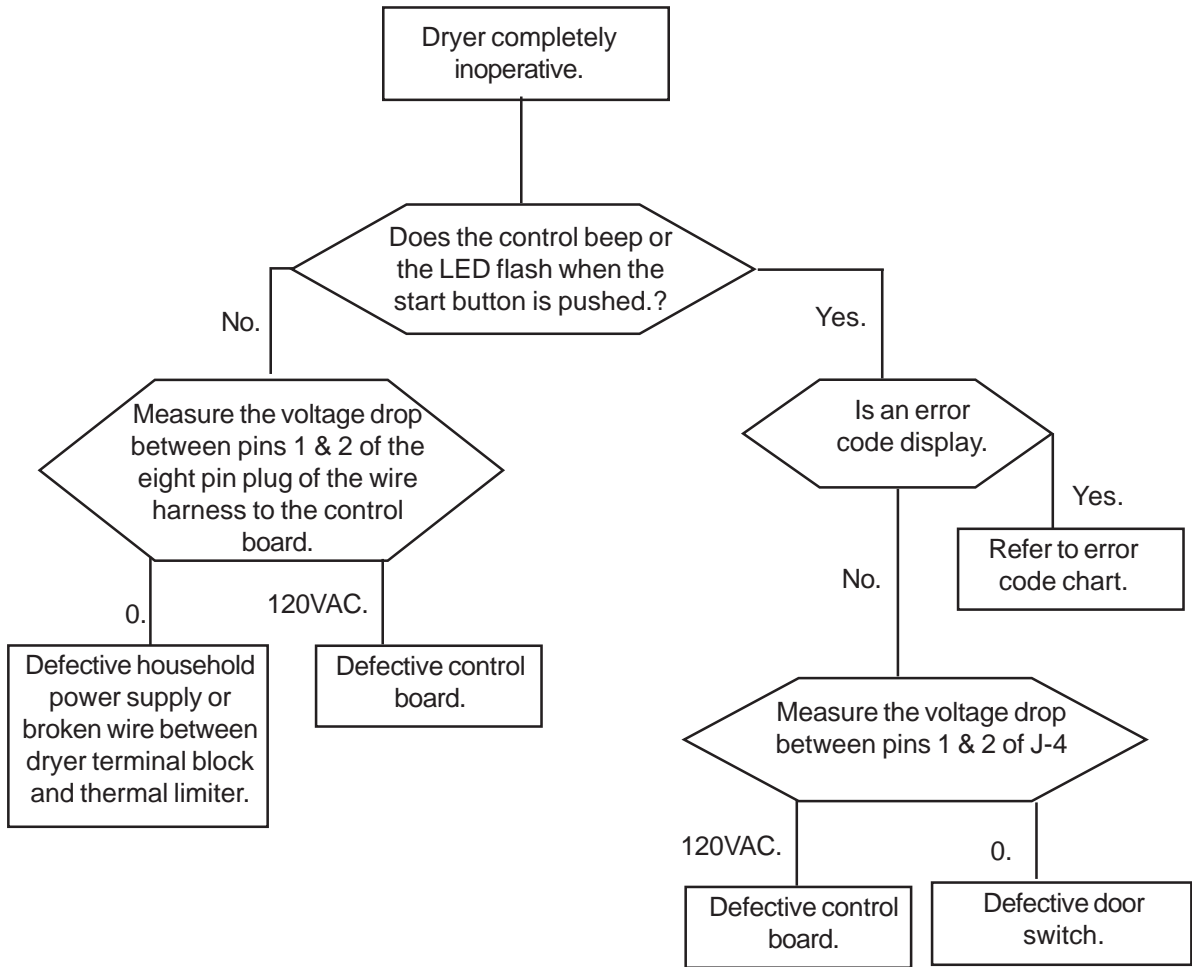 Dryer completely
inoperative.
Does the control beep or
the LED flash when the
start button is pushed.?
No.
Yes.
Measure the voltage drop
between pins 1 & 2 of the
eight pin plug of the wire
harness to the control
board.
Is an error
code display.
Yes.
Refer to error
code chart.
No.
0.
120VAC.
Defective household
power supply or
broken wire between
dryer terminal block
and thermal limiter.
Defective control
board.
Measure the voltage drop
between pins 1 & 2 of J-4
120VAC.
0.
Defective control
board.
Defective door
switch.